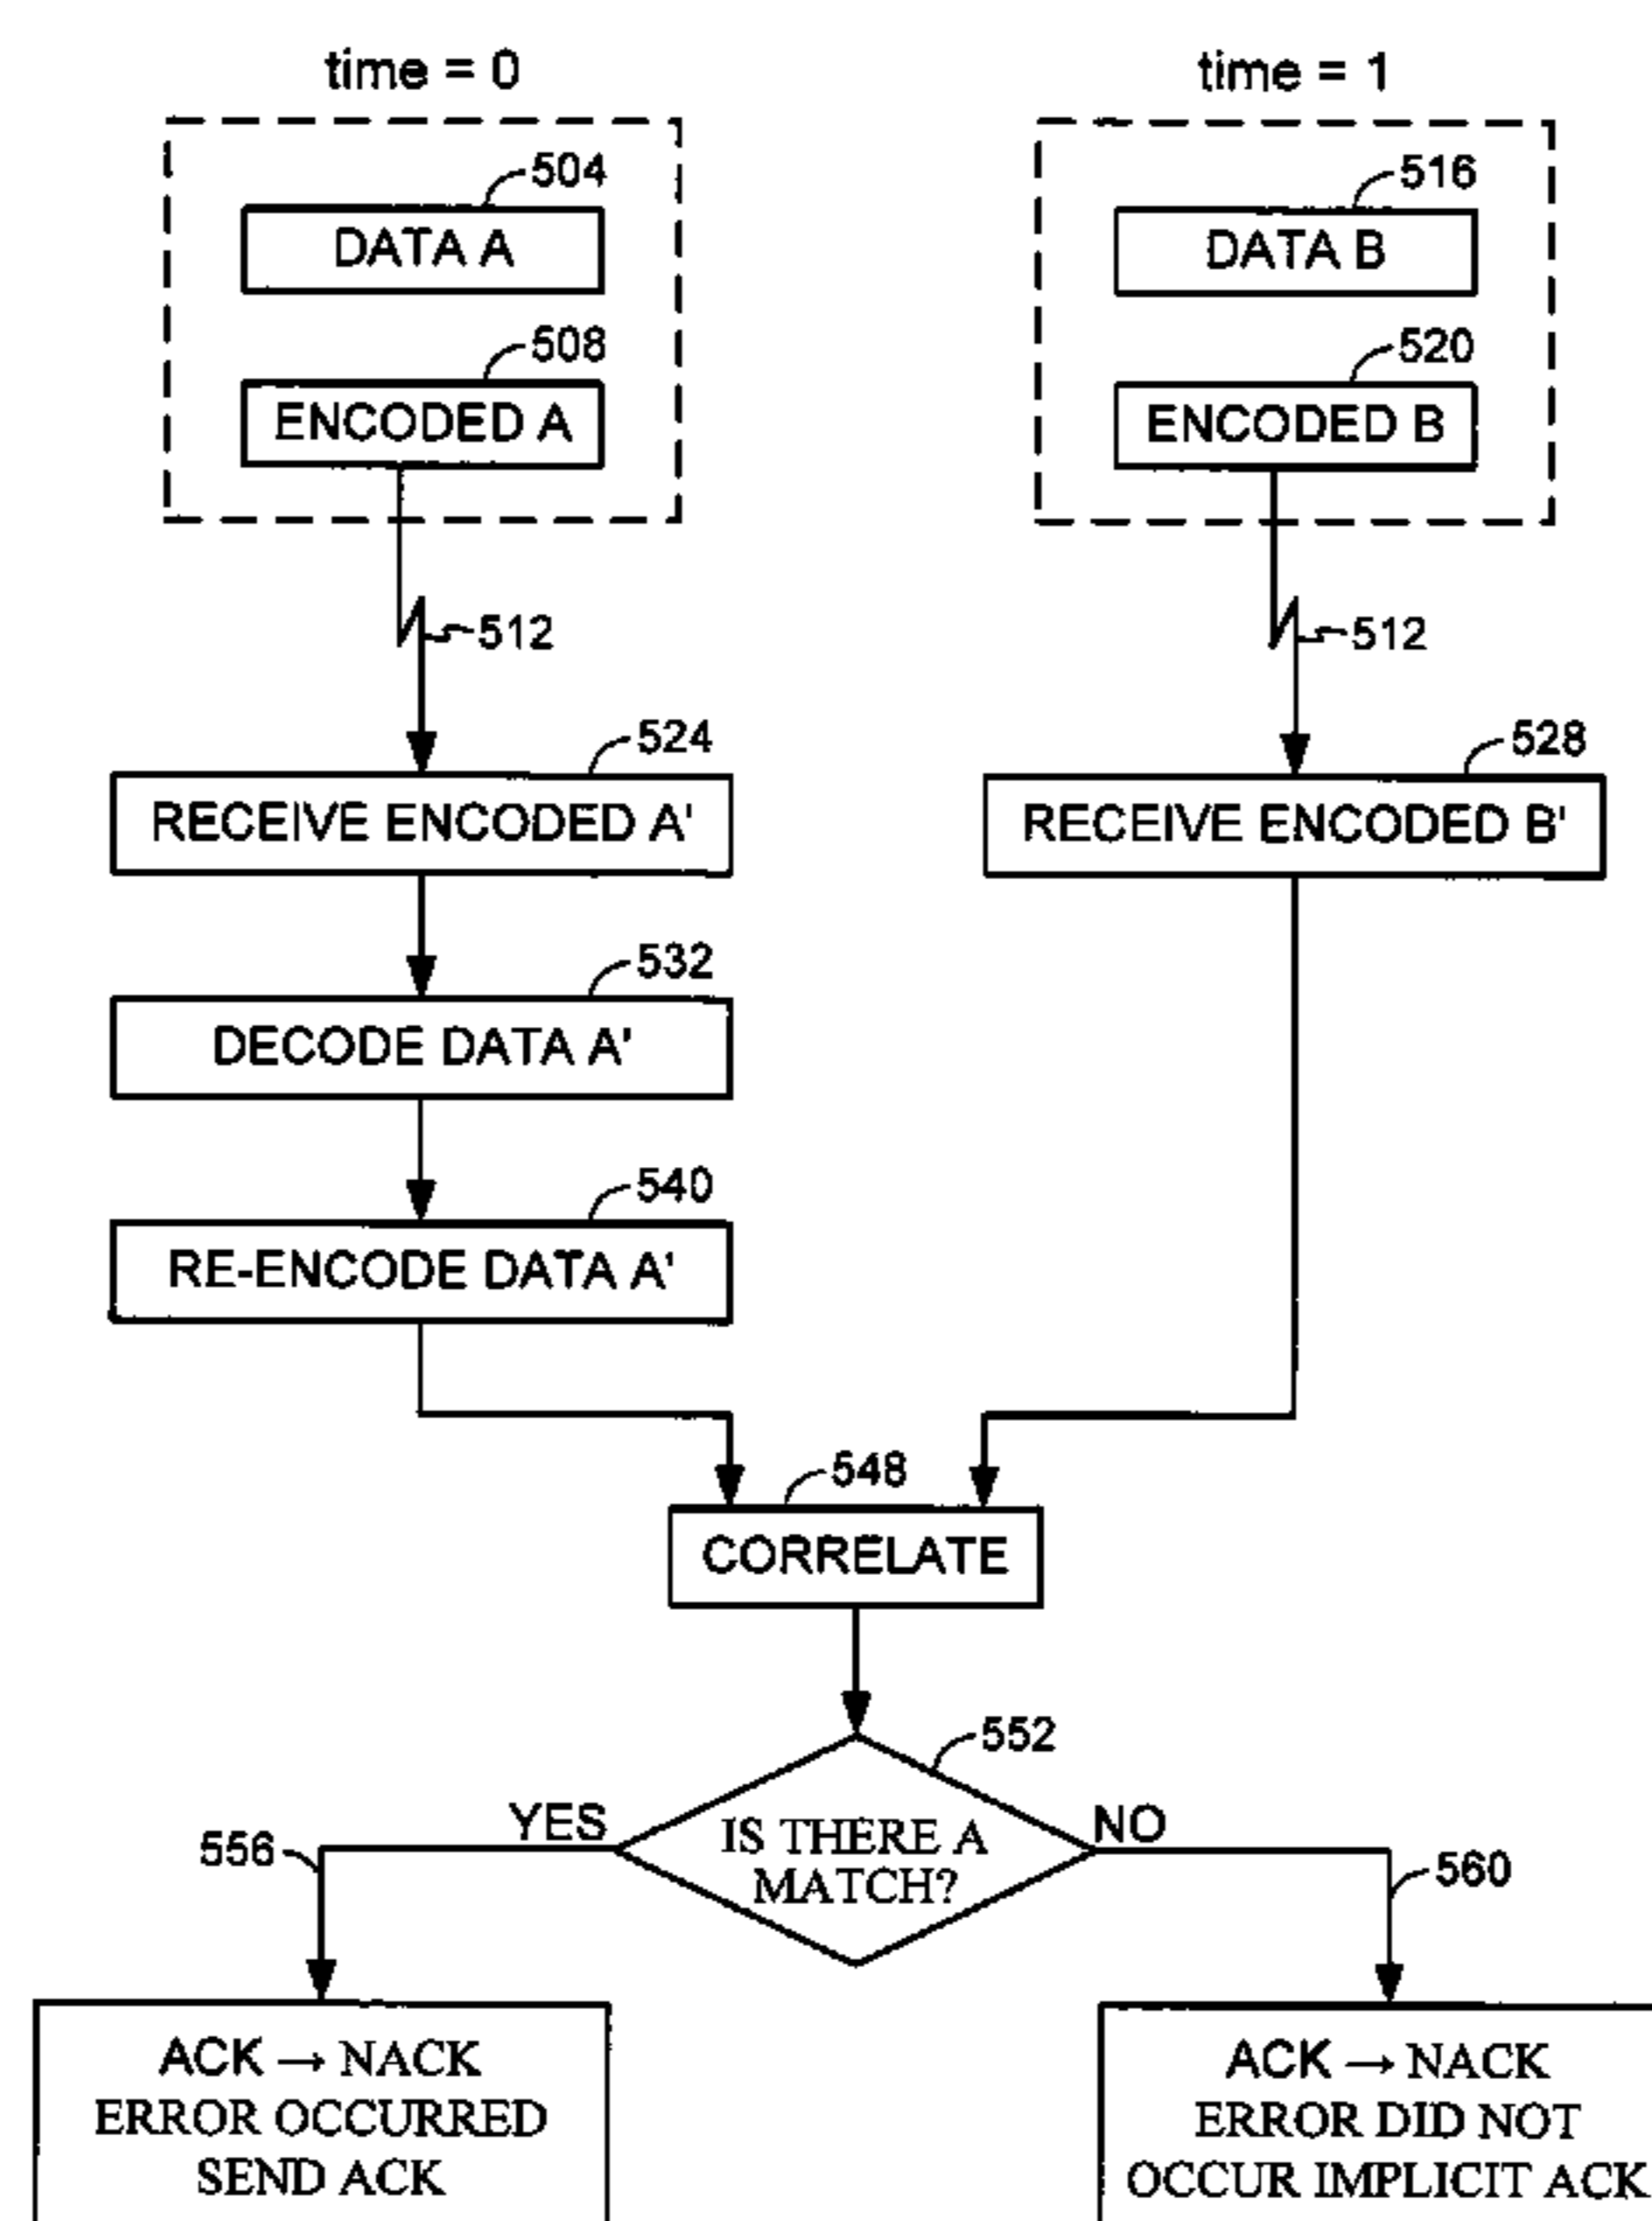 time = 0
time = 1
504
DATA A
516
DATA B
508
ENCODED A
520
ENCODED B
512
512
524
RECEIVE ENCODED A'
528
RECEIVE ENCODED B'
532
DECODE DATA A'
540
RE-ENCODE DATA A'
548
CORRELATE
552
IS THERE A
MATCH?
YES
NO
556
560
ACK → NACK
ERROR OCCURRED
SEND ACK
ACK → NACK
ERROR DID NOT
OCCUR IMPLICIT ACK